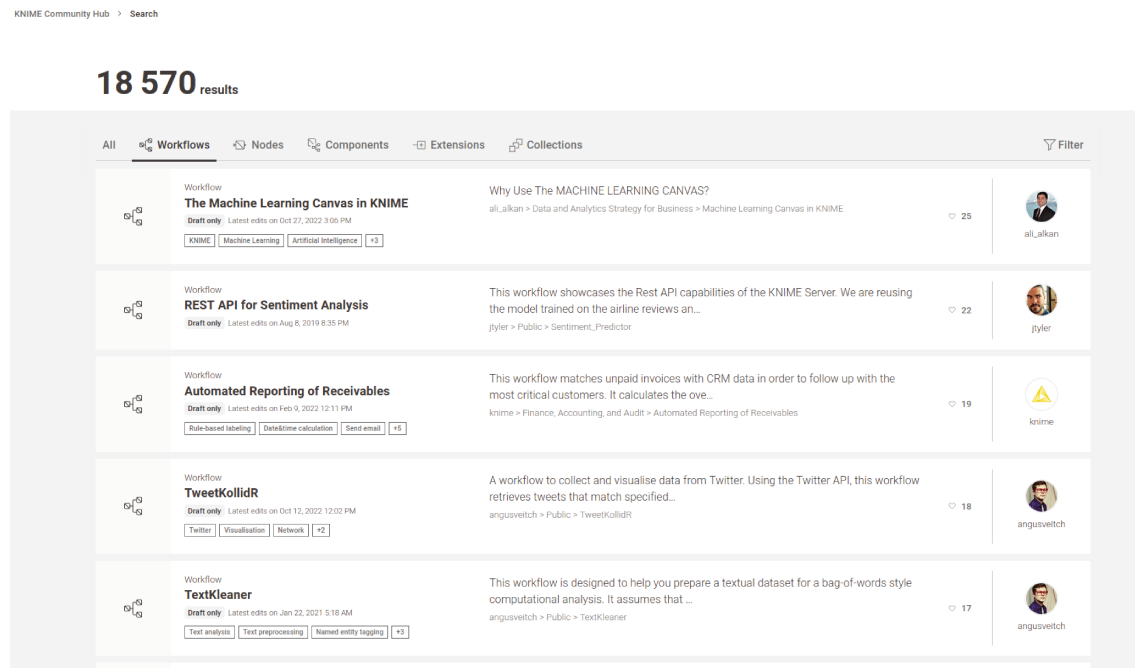 KNIME Community Hub > Search
18 570 results
All Workflows Nodes Components Extensions Collections Filter
Workflow
The Machine Learning Canvas in KNIME
Draft only Latest edits on Oct 27, 2022 3:06 PM
KNIME Machine Learning Artificial Intelligence +3
Why Use The MACHINE LEARNING CANVAS?
ali_alkan > Data and Analytics Strategy for Business > Machine Learning Canvas in KNIME
25
ali_alkan
Workflow
REST API for Sentiment Analysis
Draft only Latest edits on Aug 8, 2019 8:35 PM
This workflow showcases the Rest API capabilities of the KNIME Server. We are reusing
the model trained on the airline reviews an...
jtyler > Public > Sentiment_Predictor
22
jtyler
Workflow
Automated Reporting of Receivables
Draft only Latest edits on Feb 9, 2022 12:11 PM
Rule-based labeling Date&time calculation Send email +5
This workflow matches unpaid invoices with CRM data in order to follow up with the
most critical customers. It calculates the ove...
knime > Finance, Accounting, and Audit > Automated Reporting of Receivables
19
knime
Workflow
TweetKollidR
Draft only Latest edits on Oct 12, 2022 12:02 PM
Twitter Visualisation Network +2
A workflow to collect and visualise data from Twitter. Using the Twitter API, this workflow
retrieves tweets that match specified...
angusveitch > Public > TweetKollidR
18
angusveitch
Workflow
TextKleaner
Draft only Latest edits on Jan 22, 2021 5:18 AM
Text analysis Text preprocessing Named entity tagging +3
This workflow is designed to help you prepare a textual dataset for a bag-of-words style
computational analysis. It assumes that ...
angusveitch > Public > TextKleaner
17
angusveitch